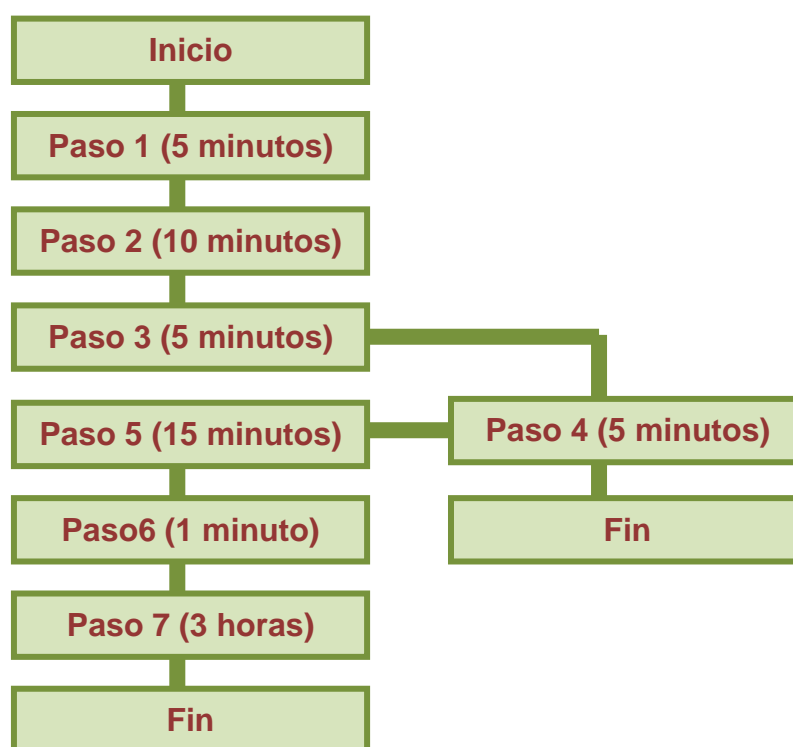 Inicio
Paso 1 (5 minutos)
Paso 2 (10 minutos)
Paso 3 (5 minutos)
Paso 4 (5 minutos)
Fin
Paso 5 (15 minutos)
Paso6 (1 minuto)
Paso 7 (3 horas)
Fin